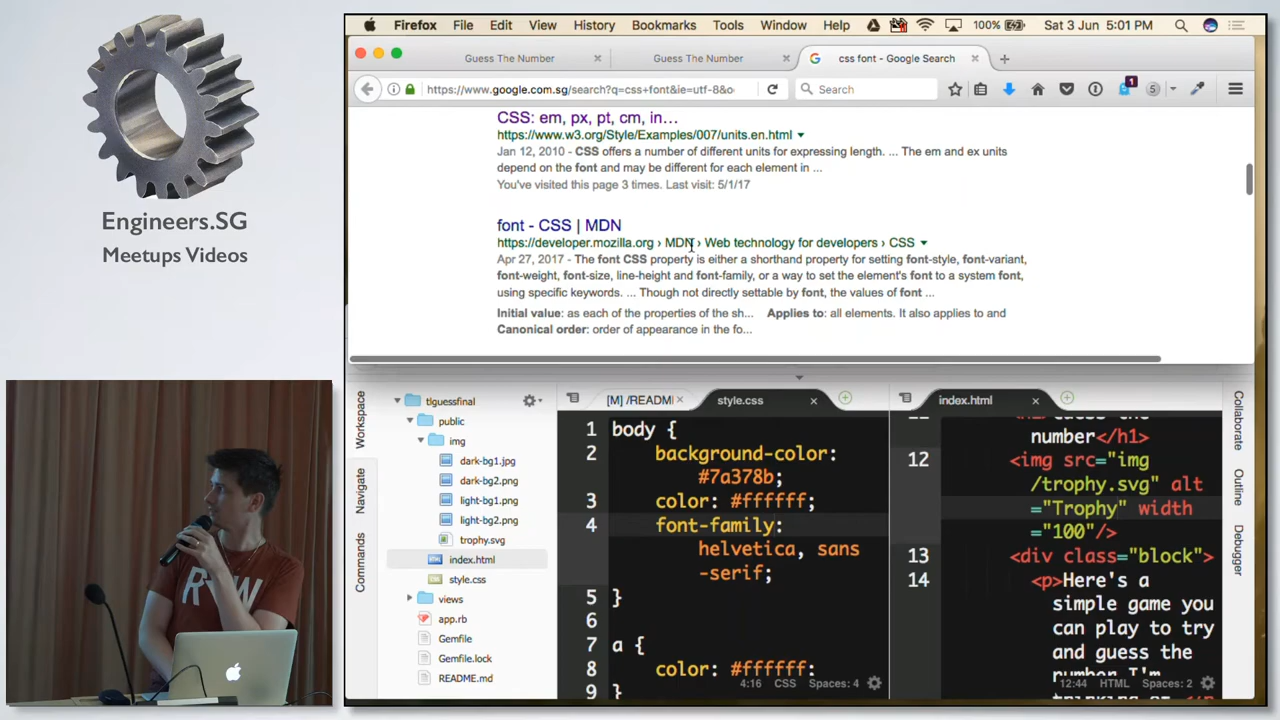 Engineers.SG
Meetups Videos
Firefox File Edit View History Bookmarks Tools Window Help 100% Sat 3 Jun 5:01 PM
Guess The Number Guess The Number css font - Google Search
https://www.google.com.sg/search?q=css+font&ie=utf-8&o Search 1 5
CSS: em, px, pt, cm, in…
https://www.w3.org/Style/Examples/007/units.en.html
Jan 12, 2010 - CSS offers a number of different units for expressing length. ... The em and ex units
depend on the font and may be different for each element in ...
You've visited this page 3 times. Last visit: 5/1/17
font - CSS | MDN
https://developer.mozilla.org › MDN › Web technology for developers › CSS
Apr 27, 2017 - The font CSS property is either a shorthand property for setting font-style, font-variant,
font-weight, font-size, line-height and font-family, or a way to set the element's font to a system font,
using specific keywords. ... Though not directly settable by font, the values of font ...
Initial value: as each of the properties of the sh... Applies to: all elements. It also applies to and
Canonical order: order of appearance in the fo...
Workspace
Navigate
Commands
tlguessfinal
public
img
dark-bg1.jpg
dark-bg2.png
light-bg1.png
light-bg2.png
trophy.svg
index.html
style.css
views
app.rb
Gemfile
Gemfile.lock
README.md
[M] /READMI style.css
1 body {
2 background-color:
#7a378b;
3 color: #ffffff;
4 font-family:
helvetica, sans
-serif;
5 }
6
7 a {
8 color: #ffffff;
9 }
4:16 CSS Spaces: 4
index.html
number</h1>
12 <img src="img
/trophy.svg" alt
="Trophy" width
="100"/>
13 <div class="block">
14 <p>Here's a
simple game you
can play to try
and guess the
number I'm
12:44 HTML Spaces: 2
Collaborate
Outline
Debugger